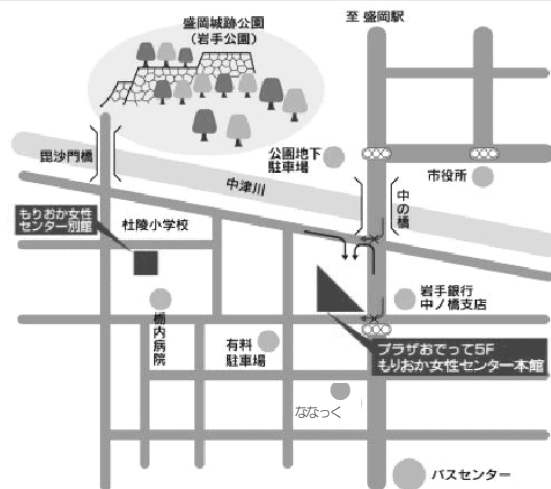 盛岡城跡公園
（岩手公園）
至 盛岡駅
毘沙門橋
公園地下
駐車場
中津川
中の橋
市役所
もりおか女性
センター別館
杜陵小学校
岩手銀行
中ノ橋支店
栃内病院
有料
駐車場
プラザおでって5F
もりおか女性センター本館
ななっく
バスセンター